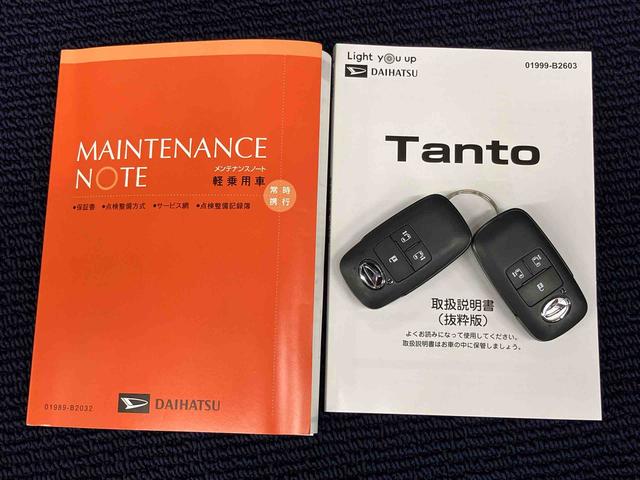 MAINTENANCE
NOTE
メンテナンスノート
軽乗用車
常時
携行
•保証書 •点検整備方式 •サービス網 •点検整備記録簿
01989-B2032
DAIHATSU
Light you up
DAIHATSU
01999-B2603
Tanto
取扱説明書
（抜粋版）
よくお読みになって使用してください。
取扱説明書はお車の中に保管しましょう。